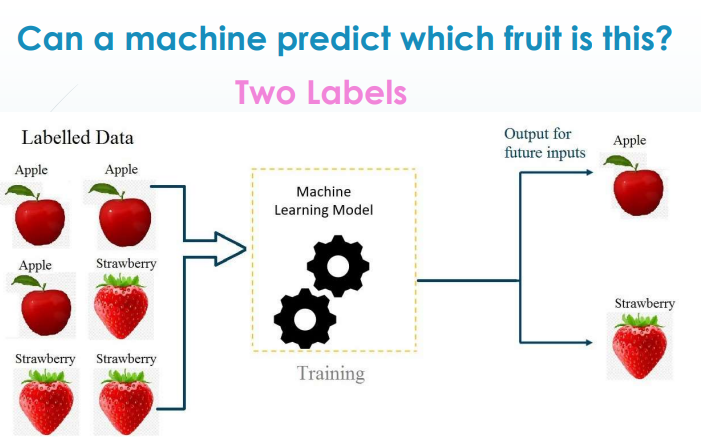 Can a machine predict which fruit is this?
Two Labels
Labelled Data
Apple
Apple
Apple
Strawberry
Strawberry
Strawberry
Machine
Learning Model
Training
Output for
future inputs
Apple
Strawberry